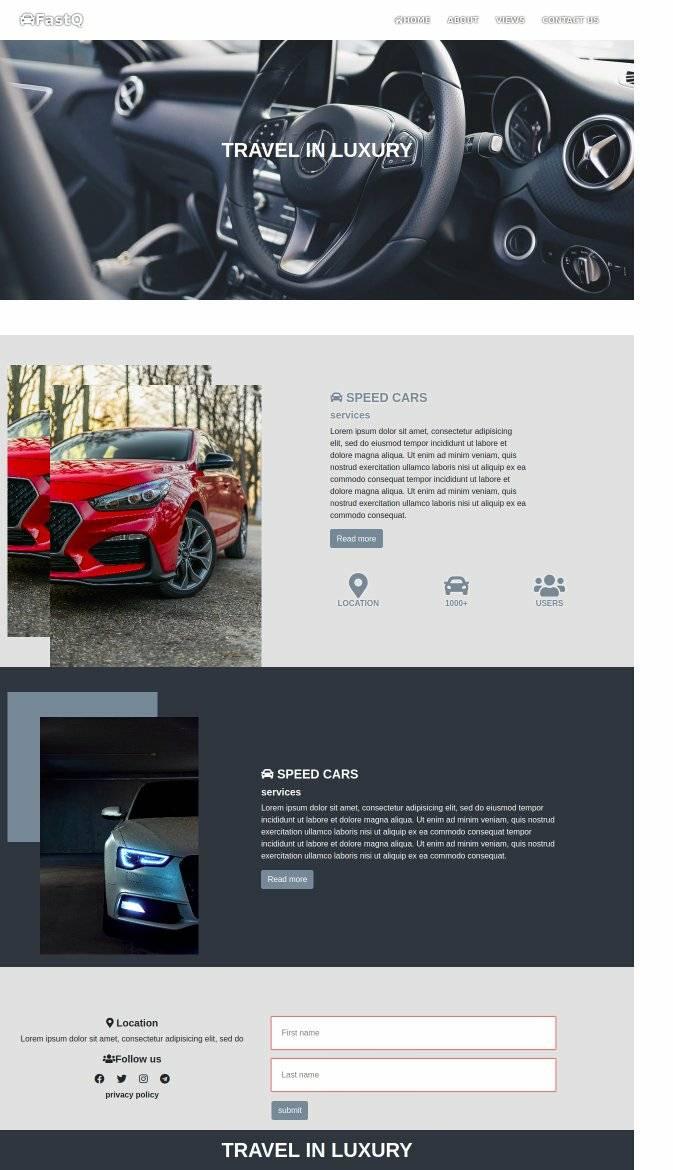 FastQ
HOME ABOUT VIEWS CONTACT US
TRAVEL IN LUXURY
SPEED CARS
services
Lorem ipsum dolor sit amet, consectetur adipisicing
elit, sed do eiusmod tempor incididunt ut labore et
dolore magna aliqua. Ut enim ad minim veniam, quis
nostrud exercitation ullamco laboris nisi ut aliquip ex ea
commodo consequat tempor incididunt ut labore et
dolore magna aliqua. Ut enim ad minim veniam, quis
nostrud exercitation ullamco laboris nisi ut aliquip ex ea
commodo consequat.
Read more
LOCATION 1000+ USERS
SPEED CARS
services
Lorem ipsum dolor sit amet, consectetur adipisicing elit, sed do eiusmod tempor
incididunt ut labore et dolore magna aliqua. Ut enim ad minim veniam, quis nostrud
exercitation ullamco laboris nisi ut aliquip ex ea commodo consequat tempor
incididunt ut labore et dolore magna aliqua. Ut enim ad minim veniam, quis nostrud
exercitation ullamco laboris nisi ut aliquip ex ea commodo consequat.
Read more
Location
Lorem ipsum dolor sit amet, consectetur adipisicing elit, sed do
Follow us
privacy policy
First name
Last name
submit
TRAVEL IN LUXURY